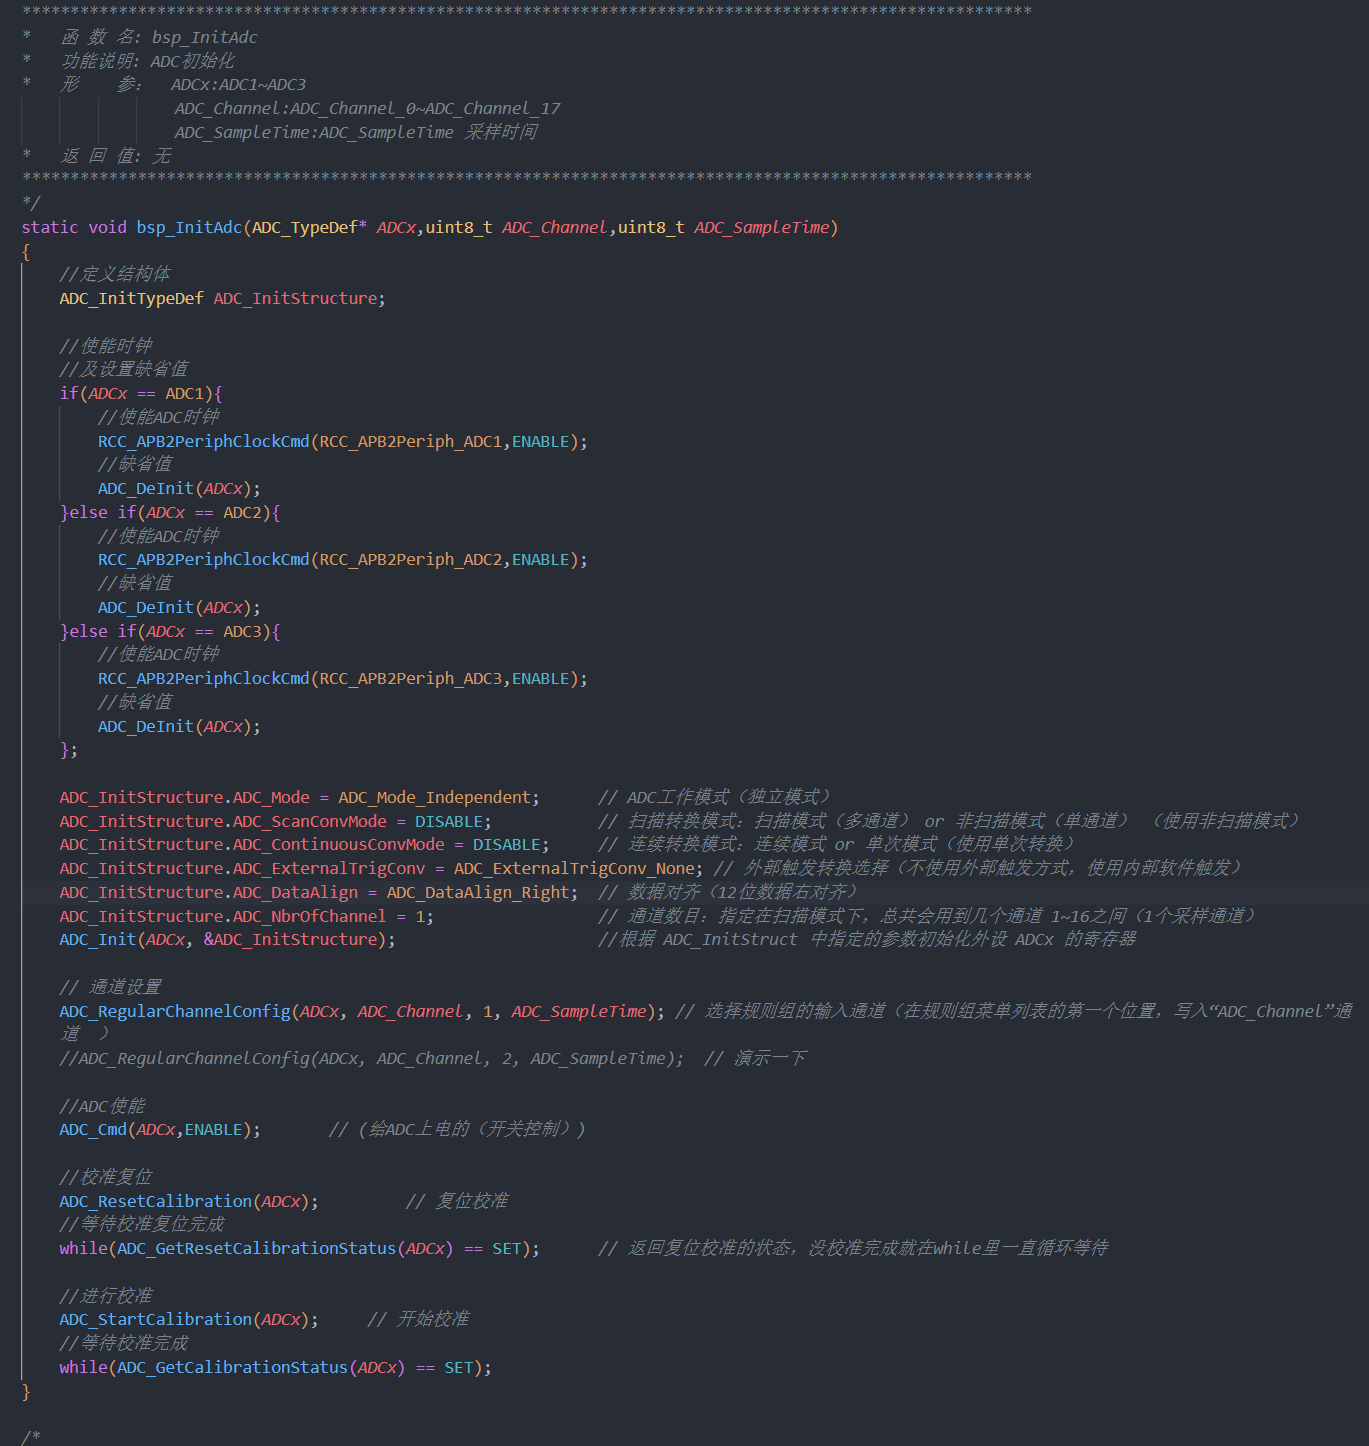 *********************************************************************************************************
*   函 数 名: bsp_InitAdc
*   功能说明: ADC初始化
*   形    参:  ADCx:ADC1~ADC3
                ADC_Channel:ADC_Channel_0~ADC_Channel_17
                ADC_SampleTime:ADC_SampleTime 采样时间
*   返 回 值: 无
*********************************************************************************************************
*/
static void bsp_InitAdc(ADC_TypeDef* ADCx,uint8_t ADC_Channel,uint8_t ADC_SampleTime)
{
    //定义结构体
    ADC_InitTypeDef ADC_InitStructure;

    //使能时钟
    //及设置缺省值
    if(ADCx == ADC1){
        //使能ADC时钟
        RCC_APB2PeriphClockCmd(RCC_APB2Periph_ADC1,ENABLE);
        //缺省值
        ADC_DeInit(ADCx);
    }else if(ADCx == ADC2){
        //使能ADC时钟
        RCC_APB2PeriphClockCmd(RCC_APB2Periph_ADC2,ENABLE);
        //缺省值
        ADC_DeInit(ADCx);
    }else if(ADCx == ADC3){
        //使能ADC时钟
        RCC_APB2PeriphClockCmd(RCC_APB2Periph_ADC3,ENABLE);
        //缺省值
        ADC_DeInit(ADCx);
    };

    ADC_InitStructure.ADC_Mode = ADC_Mode_Independent;      // ADC工作模式（独立模式）
    ADC_InitStructure.ADC_ScanConvMode = DISABLE;           // 扫描转换模式：扫描模式（多通道） or 非扫描模式（单通道） （使用非扫描模式）
    ADC_InitStructure.ADC_ContinuousConvMode = DISABLE;     // 连续转换模式：连续模式 or 单次模式（使用单次转换）
    ADC_InitStructure.ADC_ExternalTrigConv = ADC_ExternalTrigConv_None; // 外部触发转换选择（不使用外部触发方式，使用内部软件触发）
    ADC_InitStructure.ADC_DataAlign = ADC_DataAlign_Right;  // 数据对齐（12位数据右对齐）
    ADC_InitStructure.ADC_NbrOfChannel = 1;                 // 通道数目：指定在扫描模式下，总共会用到几个通道 1~16之间（1个采样通道）
    ADC_Init(ADCx, &ADC_InitStructure);                     //根据 ADC_InitStruct 中指定的参数初始化外设 ADCx 的寄存器

    // 通道设置
    ADC_RegularChannelConfig(ADCx, ADC_Channel, 1, ADC_SampleTime); // 选择规则组的输入通道（在规则组菜单列表的第一个位置，写入“ADC_Channel”通
    道 ）
    //ADC_RegularChannelConfig(ADCx, ADC_Channel, 2, ADC_SampleTime);  // 演示一下

    //ADC使能
    ADC_Cmd(ADCx,ENABLE);       // (给ADC上电的（开关控制）)

    //校准复位
    ADC_ResetCalibration(ADCx);         // 复位校准
    //等待校准复位完成
    while(ADC_GetResetCalibrationStatus(ADCx) == SET);      // 返回复位校准的状态，没校准完成就在while里一直循环等待

    //进行校准
    ADC_StartCalibration(ADCx);     // 开始校准
    //等待校准完成
    while(ADC_GetCalibrationStatus(ADCx) == SET);
}

/*